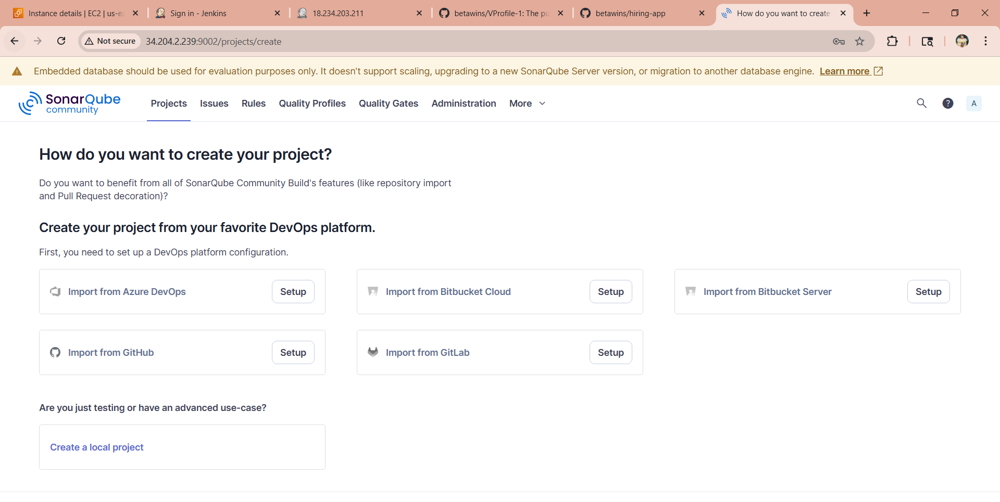 Instance details | EC2 | us-ea
Sign in - Jenkins
18.234.203.211
betawins/VProfile-1: The pu
betawins/hiring-app
How do you want to create
Not secure
34.204.2.239:9002/projects/create
Embedded database should be used for evaluation purposes only. It doesn't support scaling, upgrading to a new SonarQube Server version, or migration to another database engine. Learn more
SonarQube
community
Projects
Issues
Rules
Quality Profiles
Quality Gates
Administration
More
?
A
How do you want to create your project?
Do you want to benefit from all of SonarQube Community Build's features (like repository import
and Pull Request decoration)?
Create your project from your favorite DevOps platform.
First, you need to set up a DevOps platform configuration.
Import from Azure DevOps
Setup
Import from Bitbucket Cloud
Setup
Import from Bitbucket Server
Setup
Import from GitHub
Setup
Import from GitLab
Setup
Are you just testing or have an advanced use-case?
Create a local project